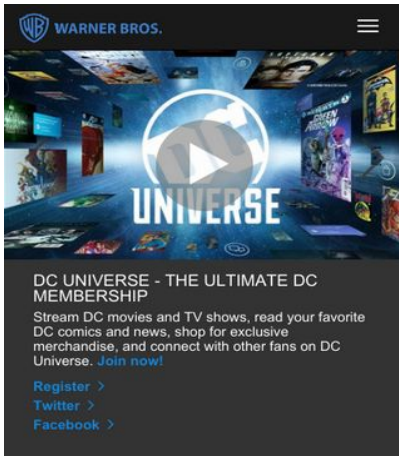 WB WARNER BROS.
DC
UNIVERSE
DC UNIVERSE - THE ULTIMATE DC
MEMBERSHIP
Stream DC movies and TV shows, read your favorite
DC comics and news, shop for exclusive
merchandise, and connect with other fans on DC
Universe. Join now!
Register >
Twitter >
Facebook >